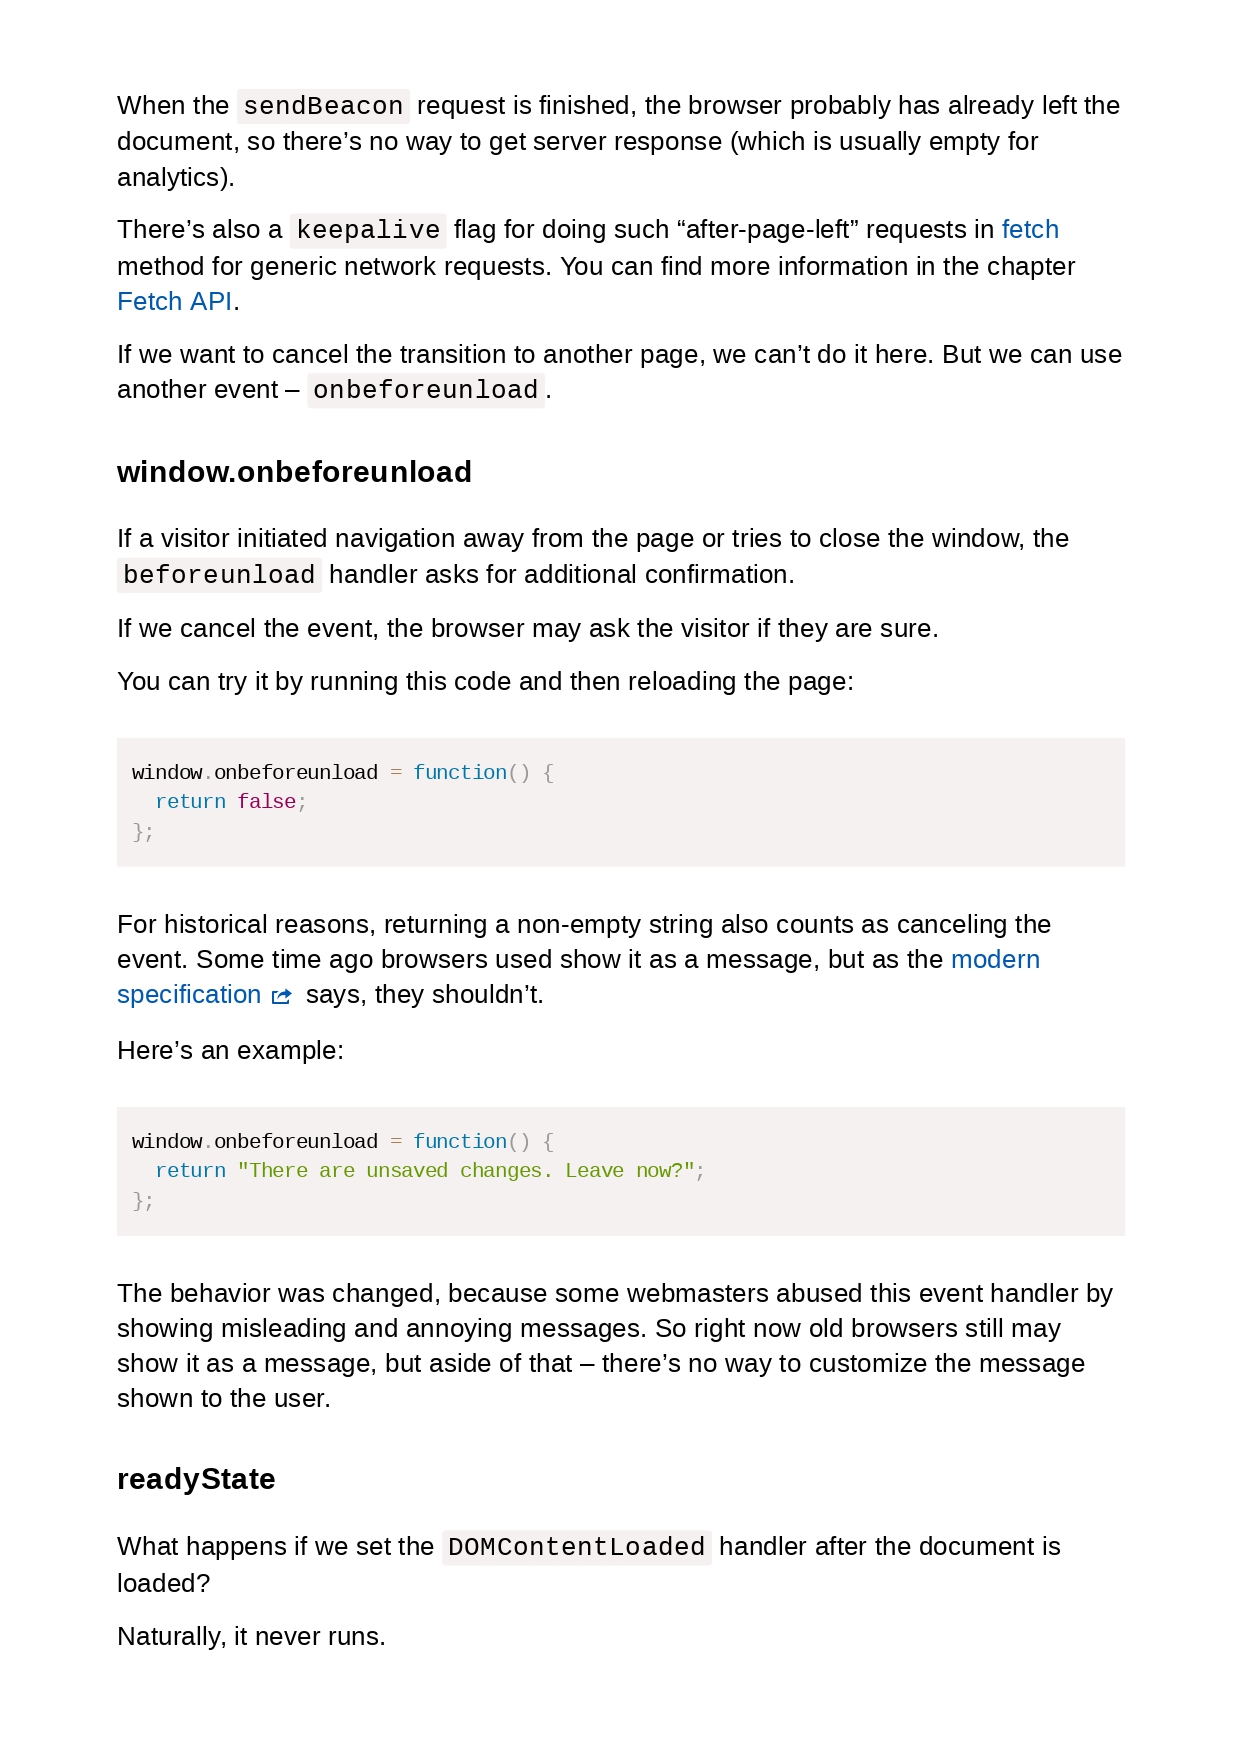 When the sendBeacon request is finished, the browser probably has already left the
document, so there’s no way to get server response (which is usually empty for
analytics).
There’s also a keepalive flag for doing such “after-page-left” requests in fetch
method for generic network requests. You can find more information in the chapter
Fetch API.
If we want to cancel the transition to another page, we can’t do it here. But we can use
another event – onbeforeunload.
window.onbeforeunload
If a visitor initiated navigation away from the page or tries to close the window, the
beforeunload handler asks for additional confirmation.
If we cancel the event, the browser may ask the visitor if they are sure.
You can try it by running this code and then reloading the page:
window.onbeforeunload = function() {
  return false;
};
For historical reasons, returning a non-empty string also counts as canceling the
event. Some time ago browsers used show it as a message, but as the modern
specification says, they shouldn’t.
Here’s an example:
window.onbeforeunload = function() {
  return "There are unsaved changes. Leave now?";
};
The behavior was changed, because some webmasters abused this event handler by
showing misleading and annoying messages. So right now old browsers still may
show it as a message, but aside of that – there’s no way to customize the message
shown to the user.
readyState
What happens if we set the DOMContentLoaded handler after the document is
loaded?
Naturally, it never runs.